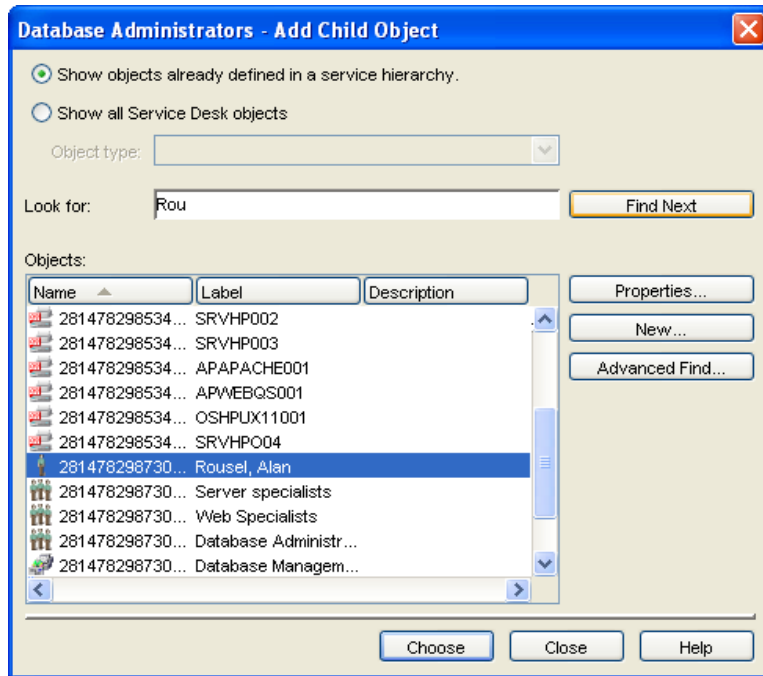 Database Administrators - Add Child Object
Show objects already defined in a service hierarchy.
Show all Service Desk objects
Object type:
Look for: Rou Find Next
Objects:
Name Label Description Properties...
281478298534... SRVHP002 ...
281478298534... SRVHP003 New...
281478298534... APAPACHE001 Advanced Find...
281478298534... APWEBQS001
281478298534... OSHPUX11001
281478298534... SRVHPO04
281478298730... Rousel, Alan
281478298730... Server specialists
281478298730... Web Specialists
281478298730... Database Administr...
281478298730... Database Managem...
Choose Close Help